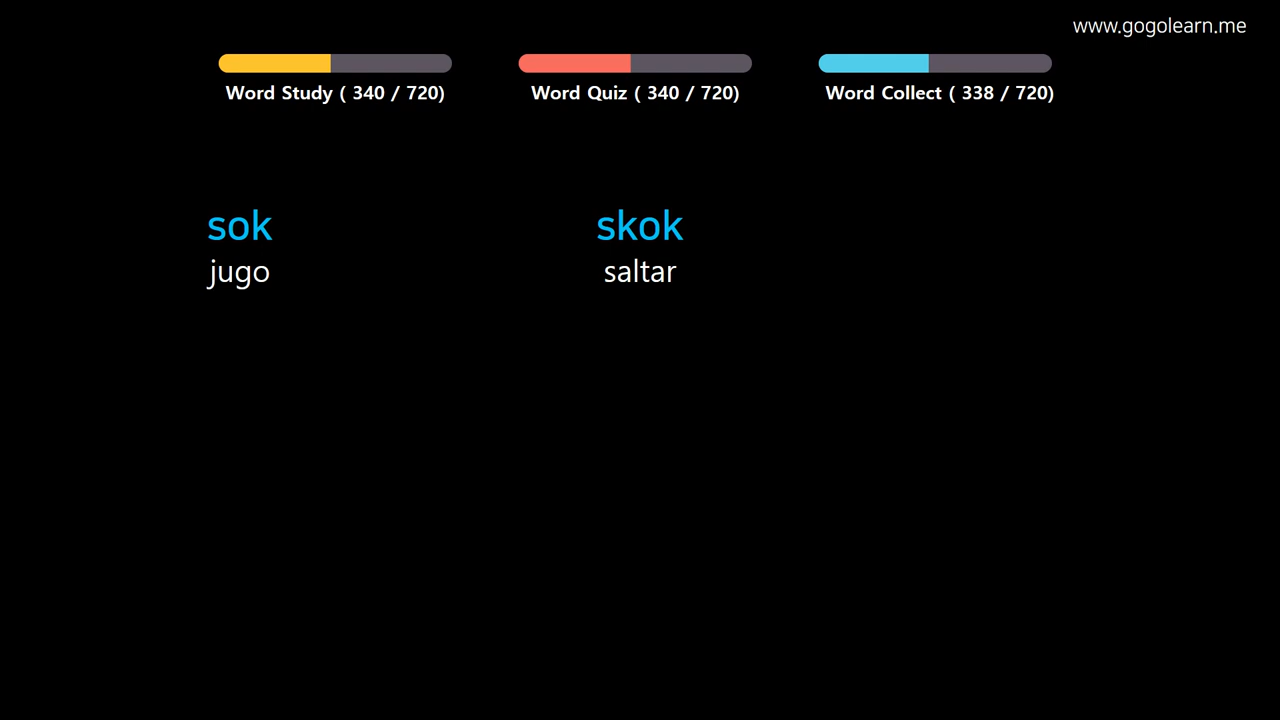 www.gogolearn.me
Word Study ( 340 / 720)
Word Quiz ( 340 / 720)
Word Collect ( 338 / 720)
sok
jugo
skok
saltar